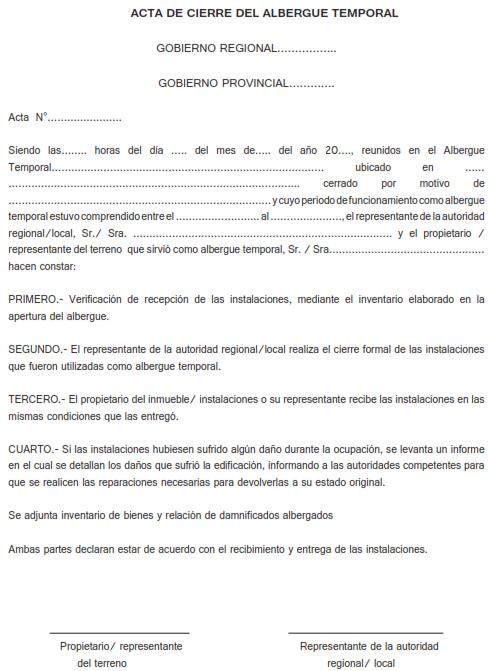 ACTA DE CIERRE DEL ALBERGUE TEMPORAL
GOBIERNO REGIONAL................
GOBIERNO PROVINCIAL.............
Acta N°.......................
Siendo las........ horas del día ..... del mes de..... del año 20...., reunidos en el Albergue
Temporal.................................................................................... ubicado en ......
.......................................................................................... cerrado por motivo de
................................................................................. y cuyo periodo de funcionamiento como albergue
temporal estuvo comprendido entre el .......................... al ......................, el representante de la autoridad
regional/local, Sr./ Sra. ................................................................................ y el propietario /
representante del terreno que sirvió como albergue temporal, Sr. / Sra................................................
hacen constar:
PRIMERO.- Verificación de recepción de las instalaciones, mediante el inventario elaborado en la
apertura del albergue.
SEGUNDO.- El representante de la autoridad regional/local realiza el cierre formal de las instalaciones
que fueron utilizadas como albergue temporal.
TERCERO.- El propietario del inmueble/ instalaciones o su representante recibe las instalaciones en las
mismas condiciones que las entregó.
CUARTO.- Si las instalaciones hubiesen sufrido algún daño durante la ocupación, se levanta un informe
en el cual se detallan los daños que sufrió la edificación, informando a las autoridades competentes para
que se realicen las reparaciones necesarias para devolverlas a su estado original.
Se adjunta inventario de bienes y relación de damnificados albergados
Ambas partes declaran estar de acuerdo con el recibimiento y entrega de las instalaciones.
Propietario/ representante
del terreno
Representante de la autoridad
regional/ local